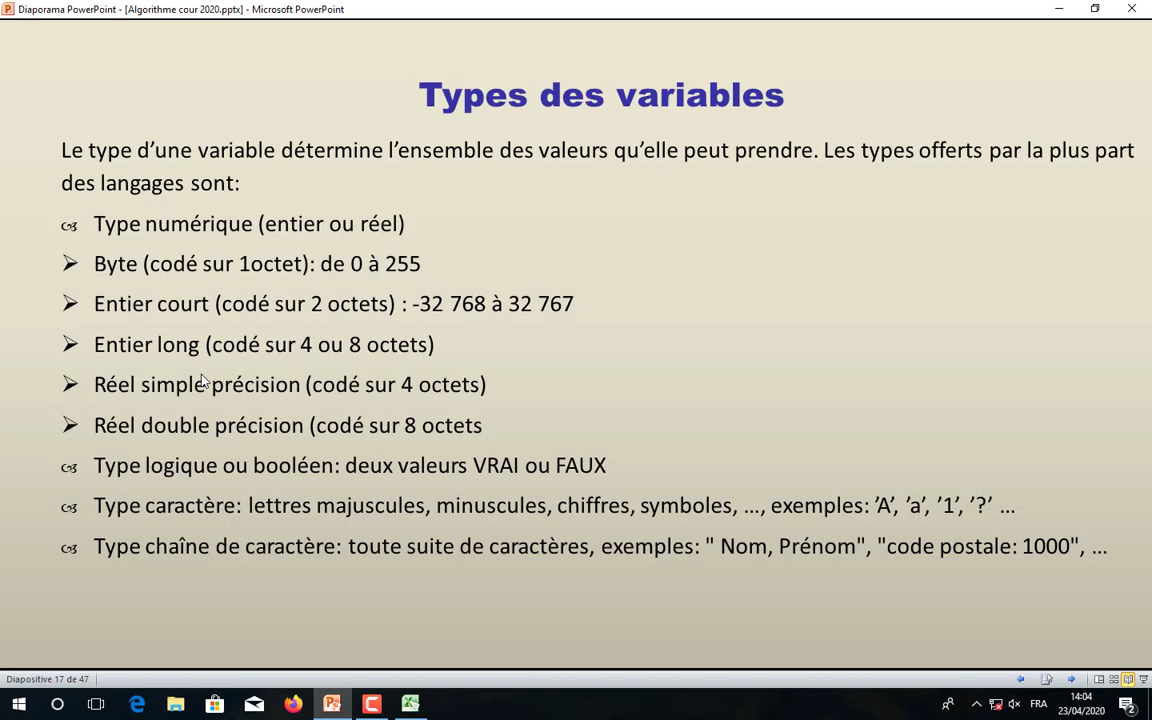 Diaporama PowerPoint - [Algorithme cour 2020.pptx] - Microsoft PowerPoint
Types des variables
Le type d’une variable détermine l’ensemble des valeurs qu’elle peut prendre. Les types offerts par la plus part
des langages sont:
Type numérique (entier ou réel)
Byte (codé sur 1octet): de 0 à 255
Entier court (codé sur 2 octets) : -32 768 à 32 767
Entier long (codé sur 4 ou 8 octets)
Réel simple précision (codé sur 4 octets)
Réel double précision (codé sur 8 octets
Type logique ou booléen: deux valeurs VRAI ou FAUX
Type caractère: lettres majuscules, minuscules, chiffres, symboles, …, exemples: ’A’, ’a’, ’1’, ’?’ …
Type chaîne de caractère: toute suite de caractères, exemples: " Nom, Prénom", "code postale: 1000", …
Diapositive 17 de 47
FRA
14:04
23/04/2020
2